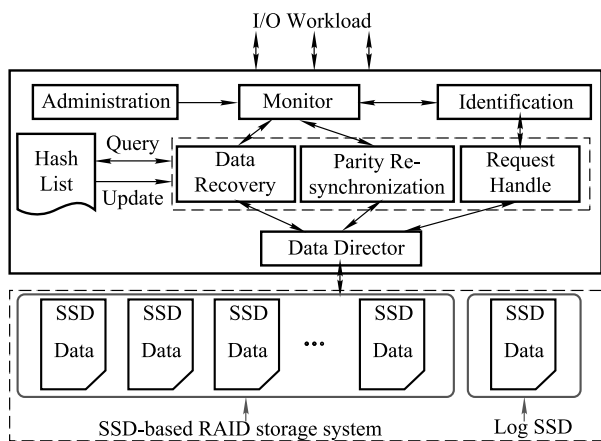 I/O Workload
Administration
Monitor
Identification
Hash
List
Query
Update
Data
Recovery
Parity Re-
synchronization
Request
Handle
Data Director
SSD
Data
SSD
Data
SSD
Data
...
SSD
Data
SSD
Data
SSD-based RAID storage system
Log SSD